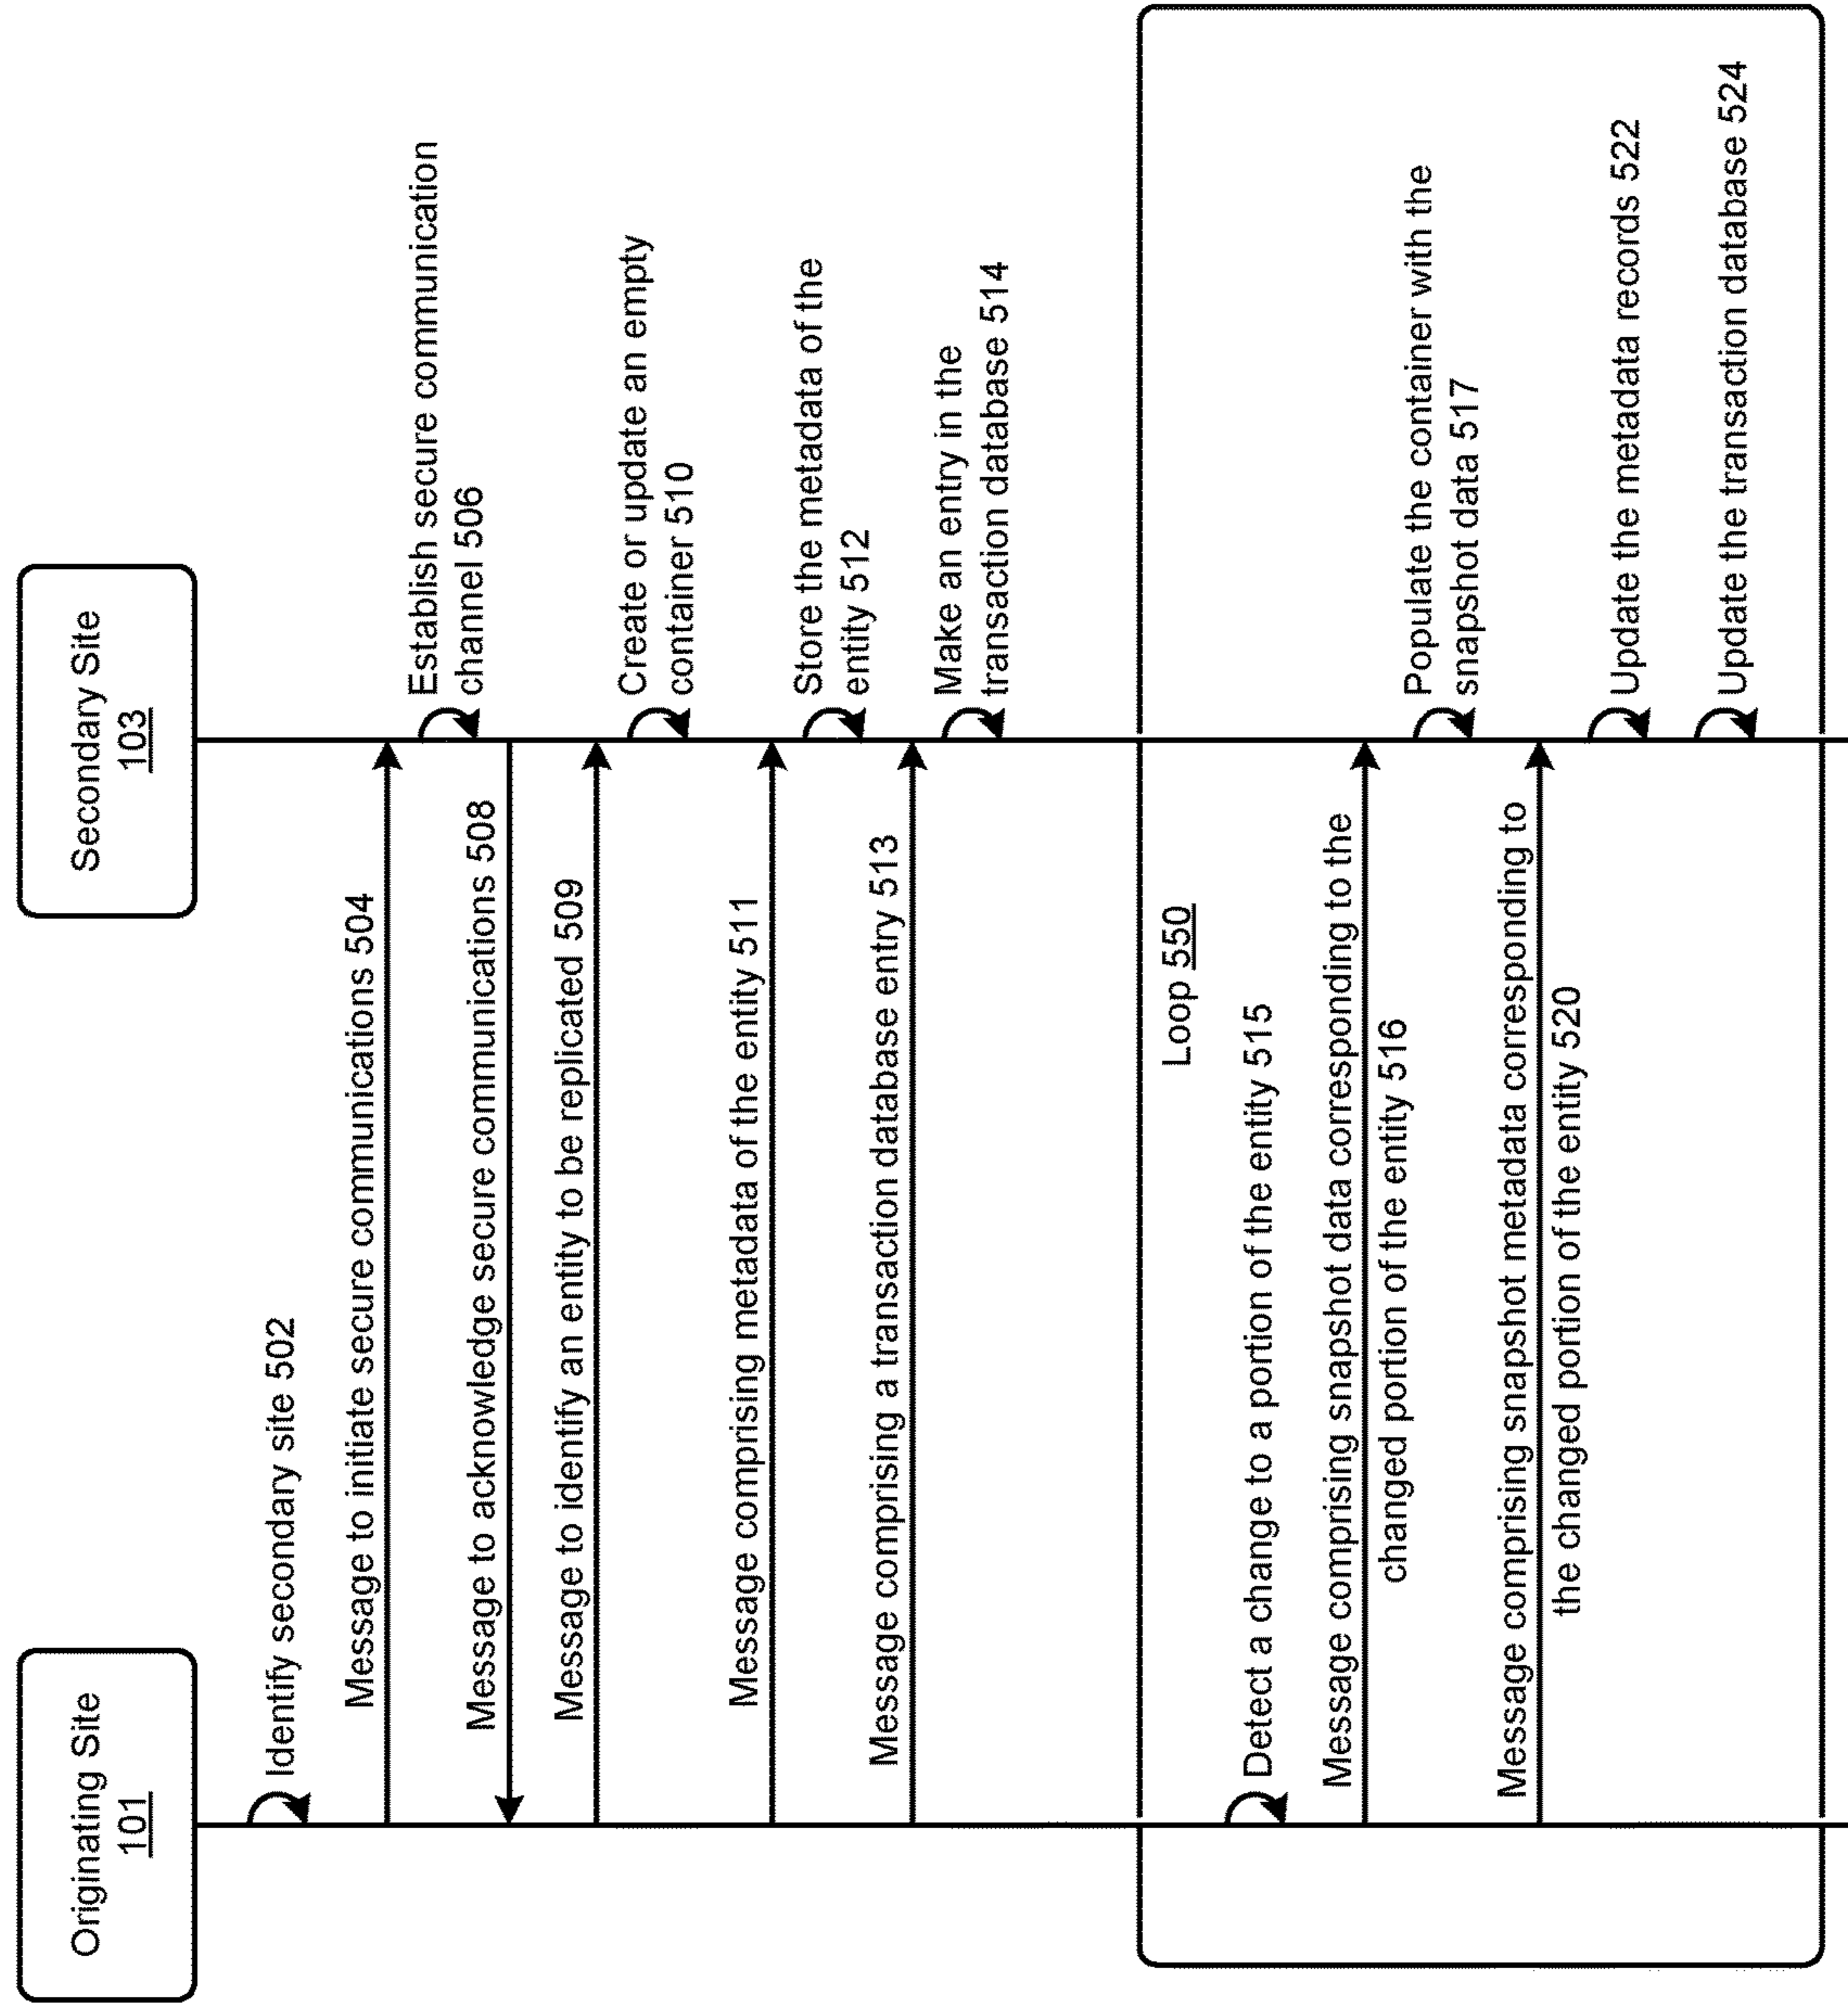 Originating Site
101
Secondary Site
103
Identify secondary site 502
Message to initiate secure communications 504
Establish secure communication
channel 506
Message to acknowledge secure communications 508
Message to identify an entity to be replicated 509
Create or update an empty
container 510
Message comprising metadata of the entity 511
Store the metadata of the
entity 512
Message comprising a transaction database entry 513
Make an entry in the
transaction database 514
Loop 550
Detect a change to a portion of the entity 515
Message comprising snapshot data corresponding to the
changed portion of the entity 516
Populate the container with the
snapshot data 517
Message comprising snapshot metadata corresponding to
the changed portion of the entity 520
Update the metadata records 522
Update the transaction database 524